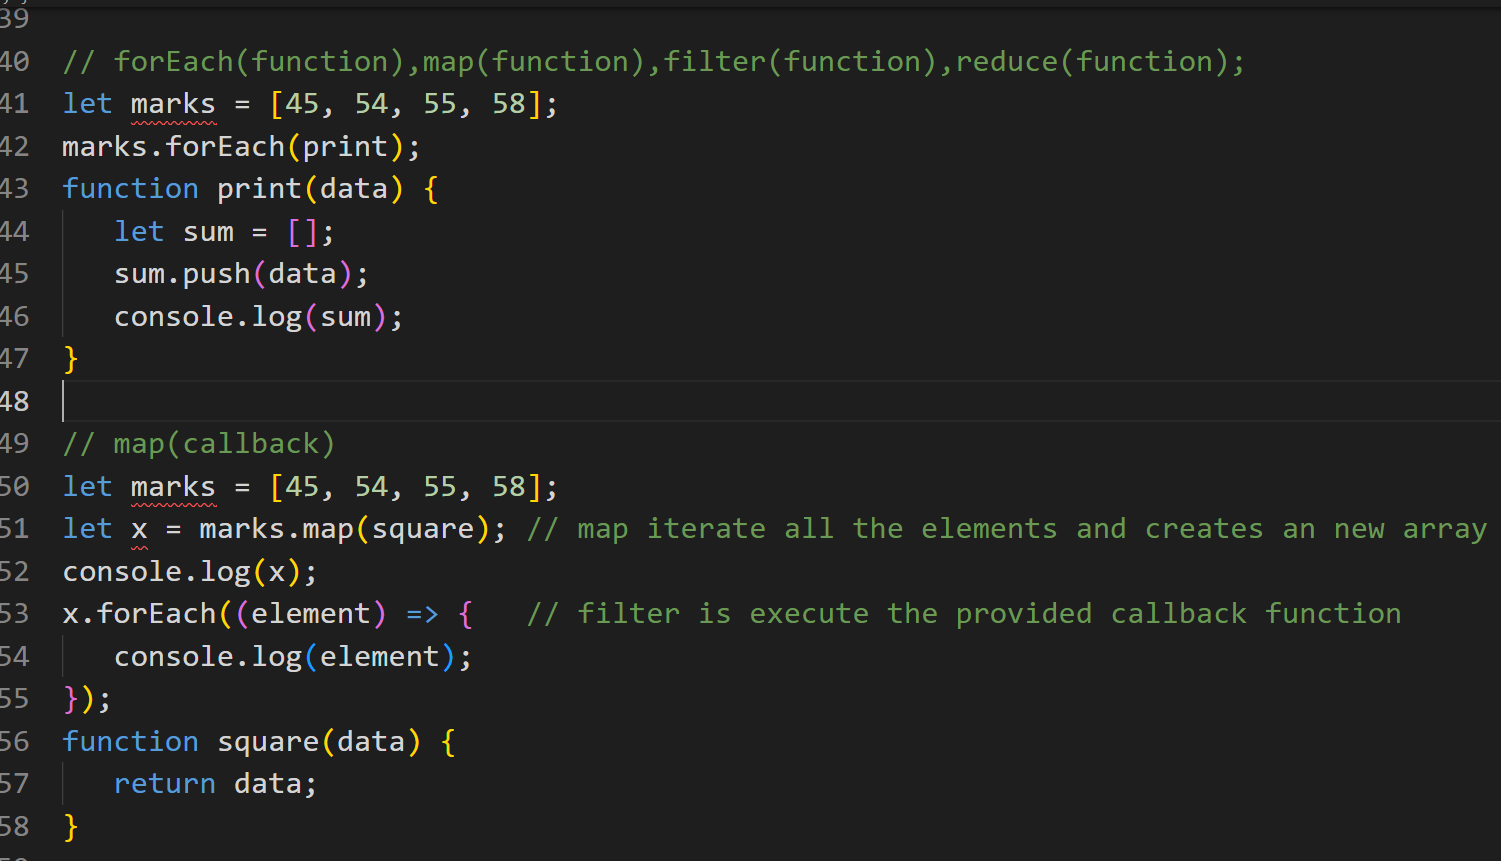 39
40 // forEach(function),map(function),filter(function),reduce(function);
41 let marks = [45, 54, 55, 58];
42 marks.forEach(print);
43 function print(data) {
44 let sum = [];
45 sum.push(data);
46 console.log(sum);
47 }
48
49 // map(callback)
50 let marks = [45, 54, 55, 58];
51 let x = marks.map(square); // map iterate all the elements and creates an new array
52 console.log(x);
53 x.forEach((element) => { // filter is execute the provided callback function
54 console.log(element);
55 });
56 function square(data) {
57 return data;
58 }